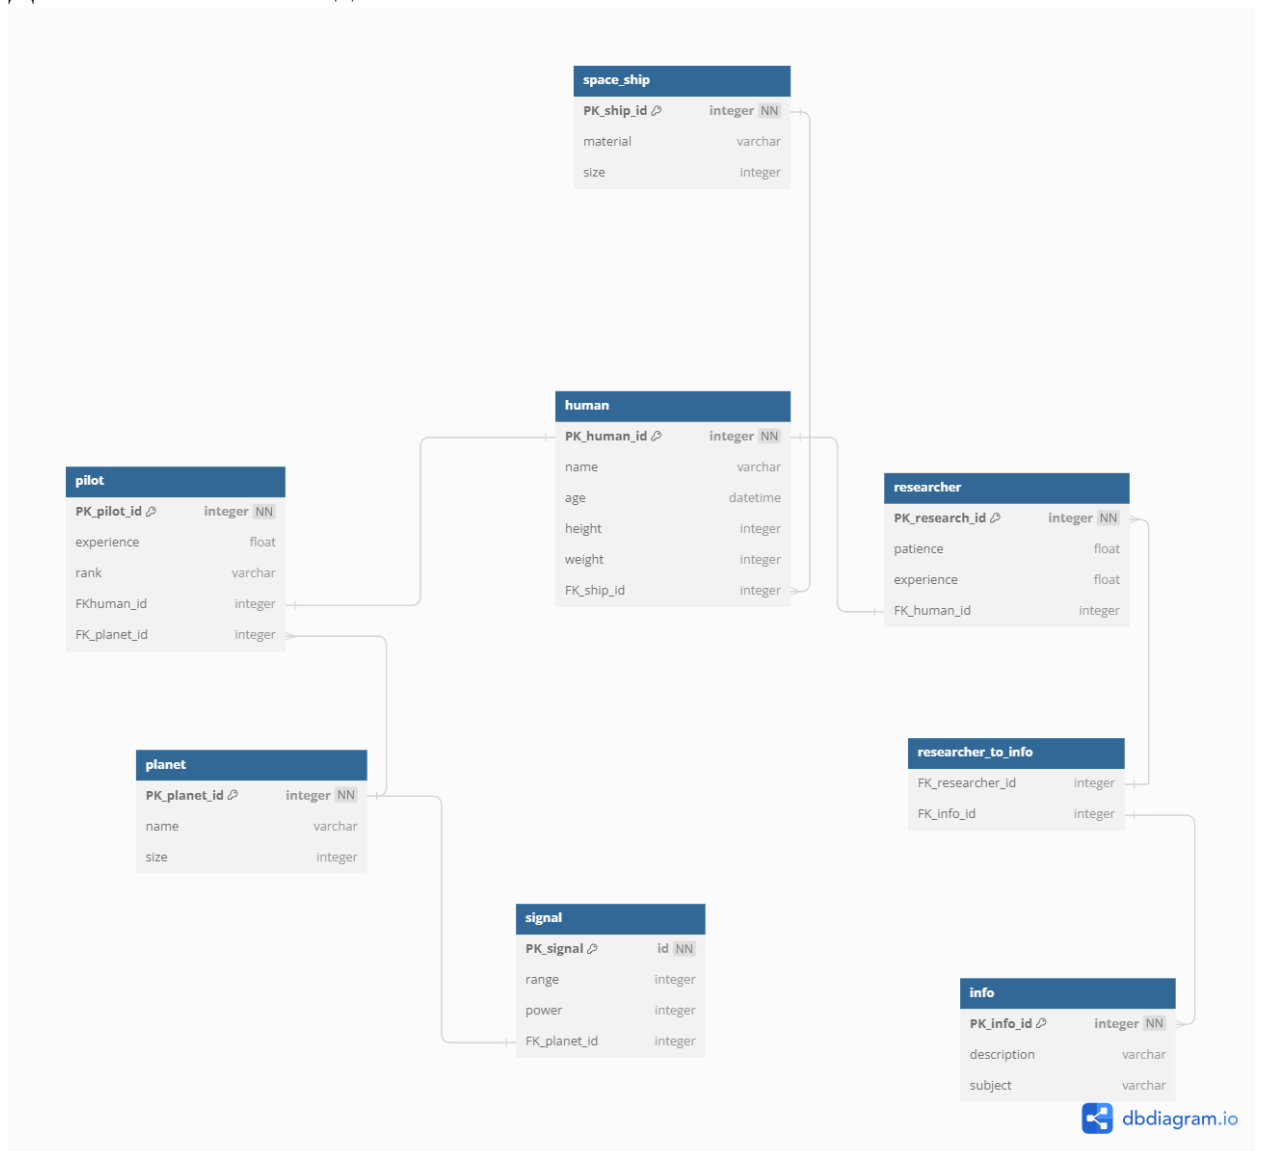 space_ship
PK_ship_id integer NN
material varchar
size integer
human
PK_human_id integer NN
name varchar
age datetime
height integer
weight integer
FK_ship_id integer
pilot
PK_pilot_id integer NN
experience float
rank varchar
FKhuman_id integer
FK_planet_id integer
researcher
PK_research_id integer NN
patience float
experience float
FK_human_id integer
planet
PK_planet_id integer NN
name varchar
size integer
researcher_to_info
FK_researcher_id integer
FK_info_id integer
signal
PK_signal id NN
range integer
power integer
FK_planet_id integer
info
PK_info_id integer NN
description varchar
subject varchar
dbdiagram.io